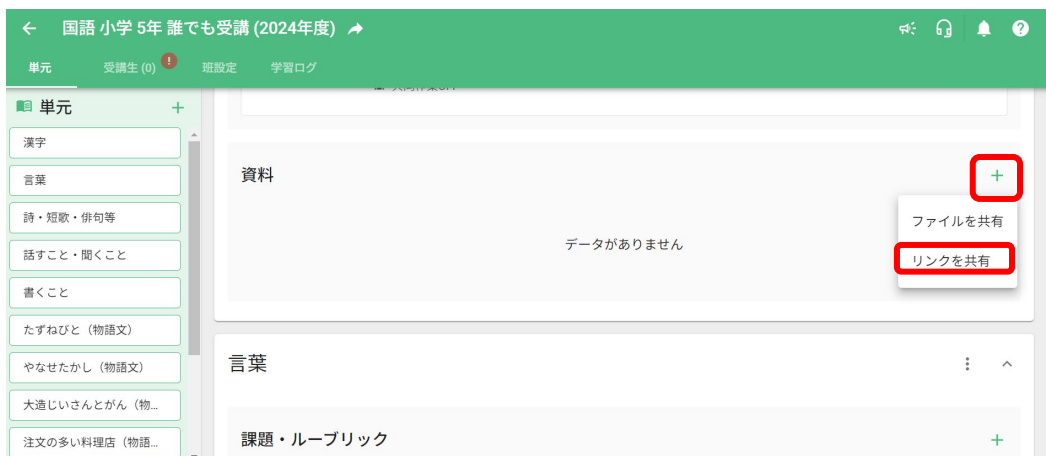 国語 小学 5年 誰でも受講 (2024年度)
単元 受講生 (0) 班設定 学習ログ
単元
漢字
言葉
詩・短歌・俳句等
話すこと・聞くこと
書くこと
たずねびと（物語文）
やなせたかし（物語文）
大造じいさんとがん（物...
注文の多い料理店（物語...
資料
ファイルを共有
リンクを共有
データがありません
言葉
課題・ルーブリック